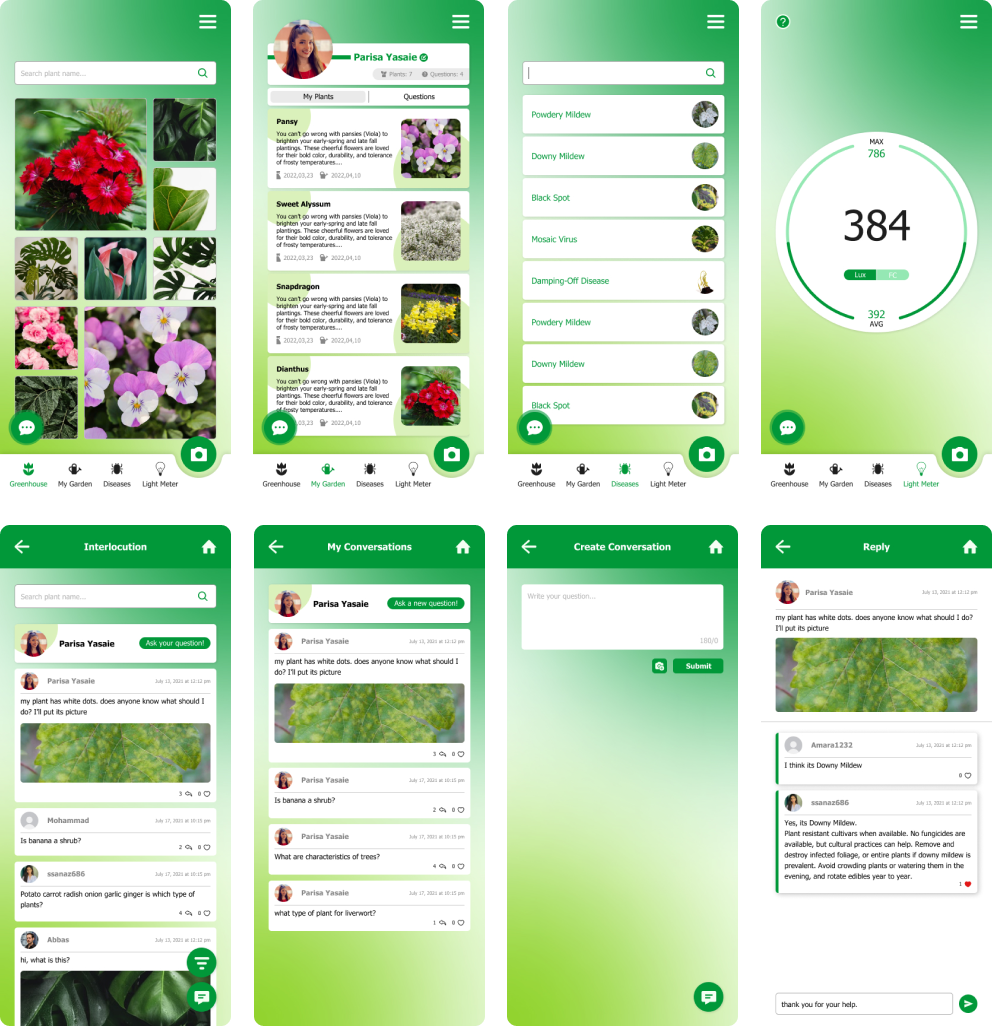 Search plant name...
Greenhouse
My Garden
Diseases
Light Meter
Parisa Yasaie
Plants: 7
Questions: 4
My Plants
Questions
Pansy
You can't go wrong with pansies (Viola) to
brighten your early-spring and late fall
plantings. These cheerful flowers are loved
for their bold color, durability, and tolerance
of frosty temperatures....
2022,03,23
2022,04,10
Sweet Alyssum
You can't go wrong with pansies (Viola) to
brighten your early-spring and late fall
plantings. These cheerful flowers are loved
for their bold color, durability, and tolerance
of frosty temperatures....
2022,03,23
2022,04,10
Snapdragon
You can't go wrong with pansies (Viola) to
brighten your early-spring and late fall
plantings. These cheerful flowers are loved
for their bold color, durability, and tolerance
of frosty temperatures....
2022,03,23
2022,04,10
Dianthus
You can't go wrong with pansies (Viola) to
brighten your early-spring and late fall
plantings. These cheerful flowers are loved
for their bold color, durability, and tolerance
of frosty temperatures....
03,23
2022,04,10
Greenhouse
My Garden
Diseases
Light Meter
Powdery Mildew
Downy Mildew
Black Spot
Mosaic Virus
Damping-Off Disease
Powdery Mildew
Downy Mildew
Black Spot
Greenhouse
My Garden
Diseases
Light Meter
?
MAX
786
384
Lux
FC
392
AVG
Greenhouse
My Garden
Diseases
Light Meter
Interlocution
Search plant name...
Parisa Yasaie
Ask your question!
Parisa Yasaie
July 13, 2021 at 12:12 pm
my plant has white dots. does anyone know what should I
do? I'll put its picture
3
0
Mohammad
July 17, 2021 at 10:15 pm
Is banana a shrub?
2
0
ssanaz686
July 17, 2021 at 10:15 pm
Potato carrot radish onion garlic ginger is which type of
plants?
4
0
Abbas
July 13, 2021 at 12:12 pm
hi, what is this?
My Conversations
Parisa Yasaie
Ask a new question!
Parisa Yasaie
July 13, 2021 at 12:12 pm
my plant has white dots. does anyone know what should I
do? I'll put its picture
3
0
Parisa Yasaie
July 17, 2021 at 10:15 pm
Is banana a shrub?
2
0
Parisa Yasaie
July 17, 2021 at 10:15 pm
What are characteristics of trees?
4
0
Parisa Yasaie
July 17, 2021 at 10:15 pm
what type of plant for liverwort?
1
0
Create Conversation
Write your question...
180/0
Submit
Reply
Parisa Yasaie
July 13, 2021 at 12:12 pm
my plant has white dots. does anyone know what should I do?
I'll put its picture
Amara1232
July 13, 2021 at 12:12 pm
I think its Downy Mildew
0
ssanaz686
July 13, 2021 at 12:12 pm
Yes, its Downy Mildew.
Plant resistant cultivars when available. No fungicides are
available, but cultural practices can help. Remove and
destroy infected foliage, or entire plants if downy mildew is
prevalent. Avoid crowding plants or watering them in the
evening, and rotate edibles year to year.
1
thank you for your help.